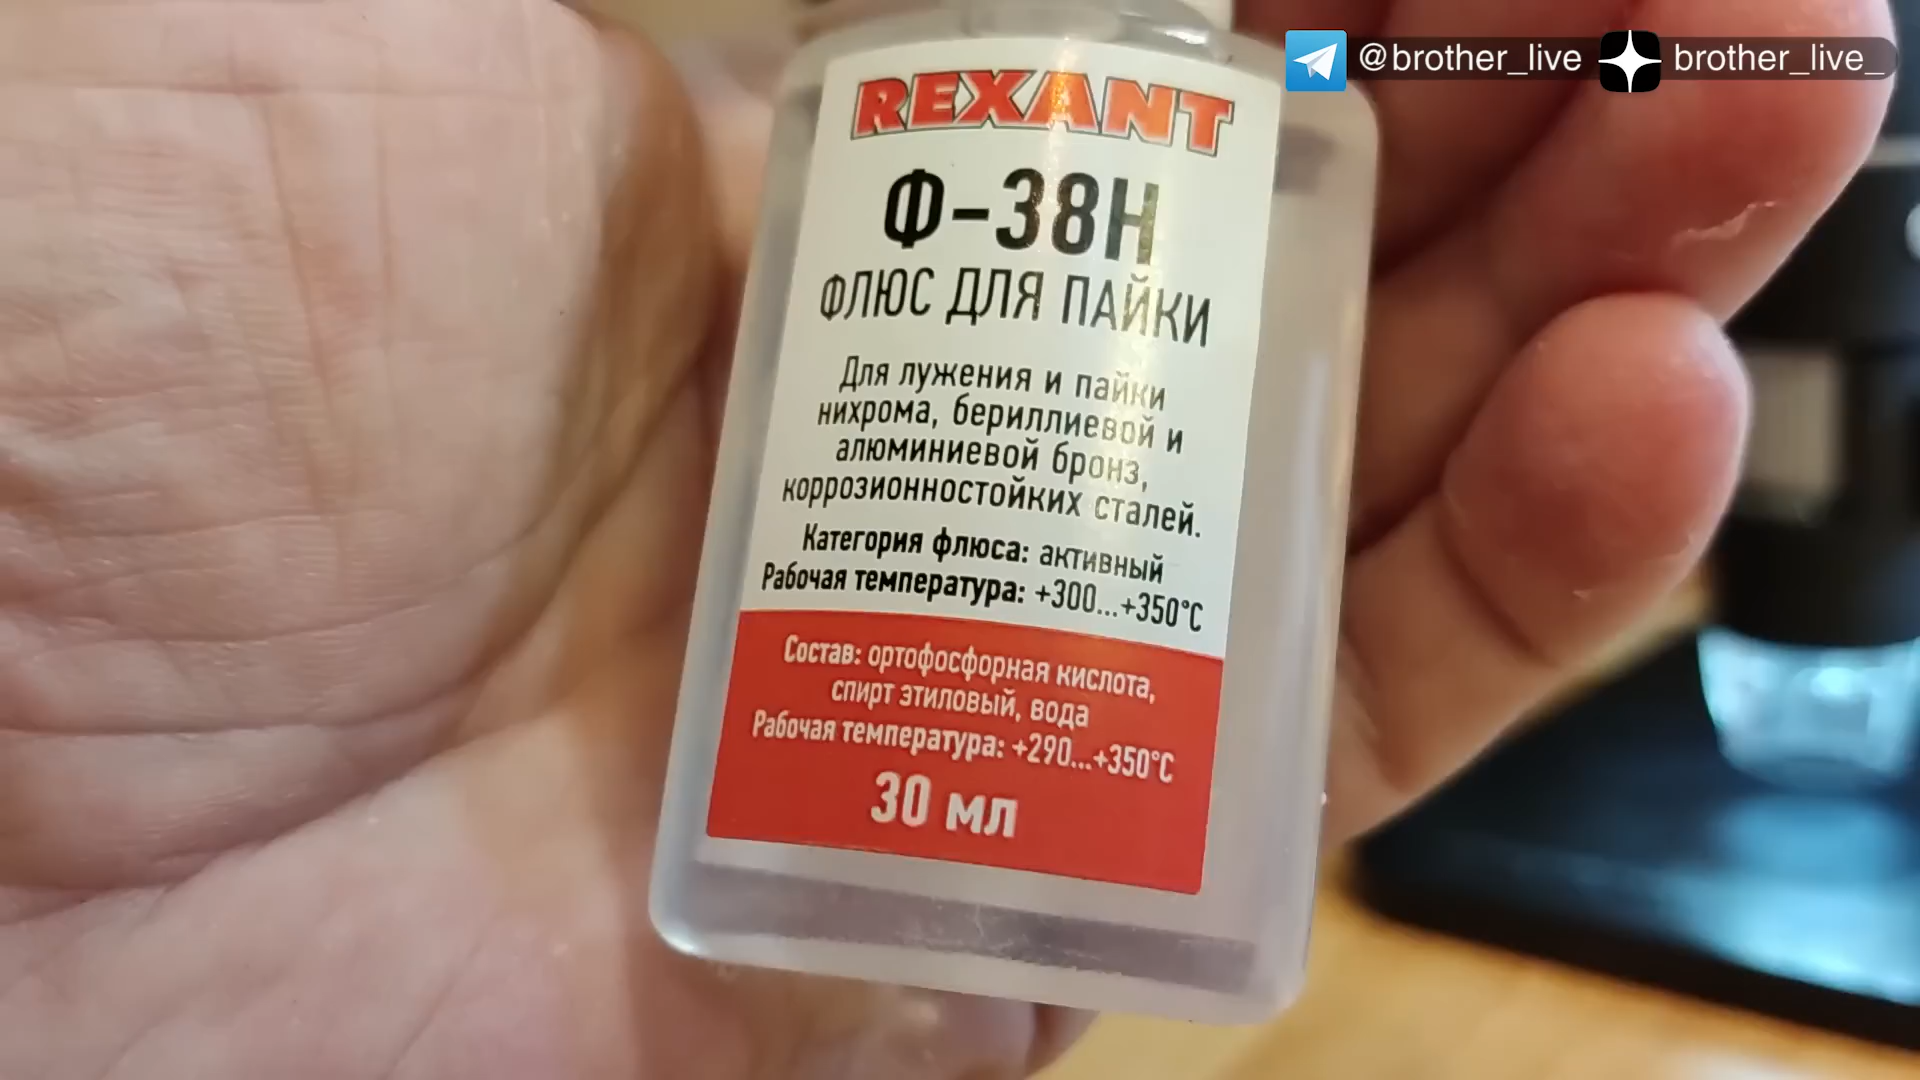 @brother_live brother_live_
REXANT
Ф-38Н
ФЛЮС ДЛЯ ПАЙКИ
Для лужения и пайки
нихрома, бериллиевой и
алюминиевой бронз,
коррозионностойких сталей.
Категория флюса: активный
Рабочая температура: +300...+350°C
Состав: ортофосфорная кислота,
спирт этиловый, вода
Рабочая температура: +290...+350°C
30 мл